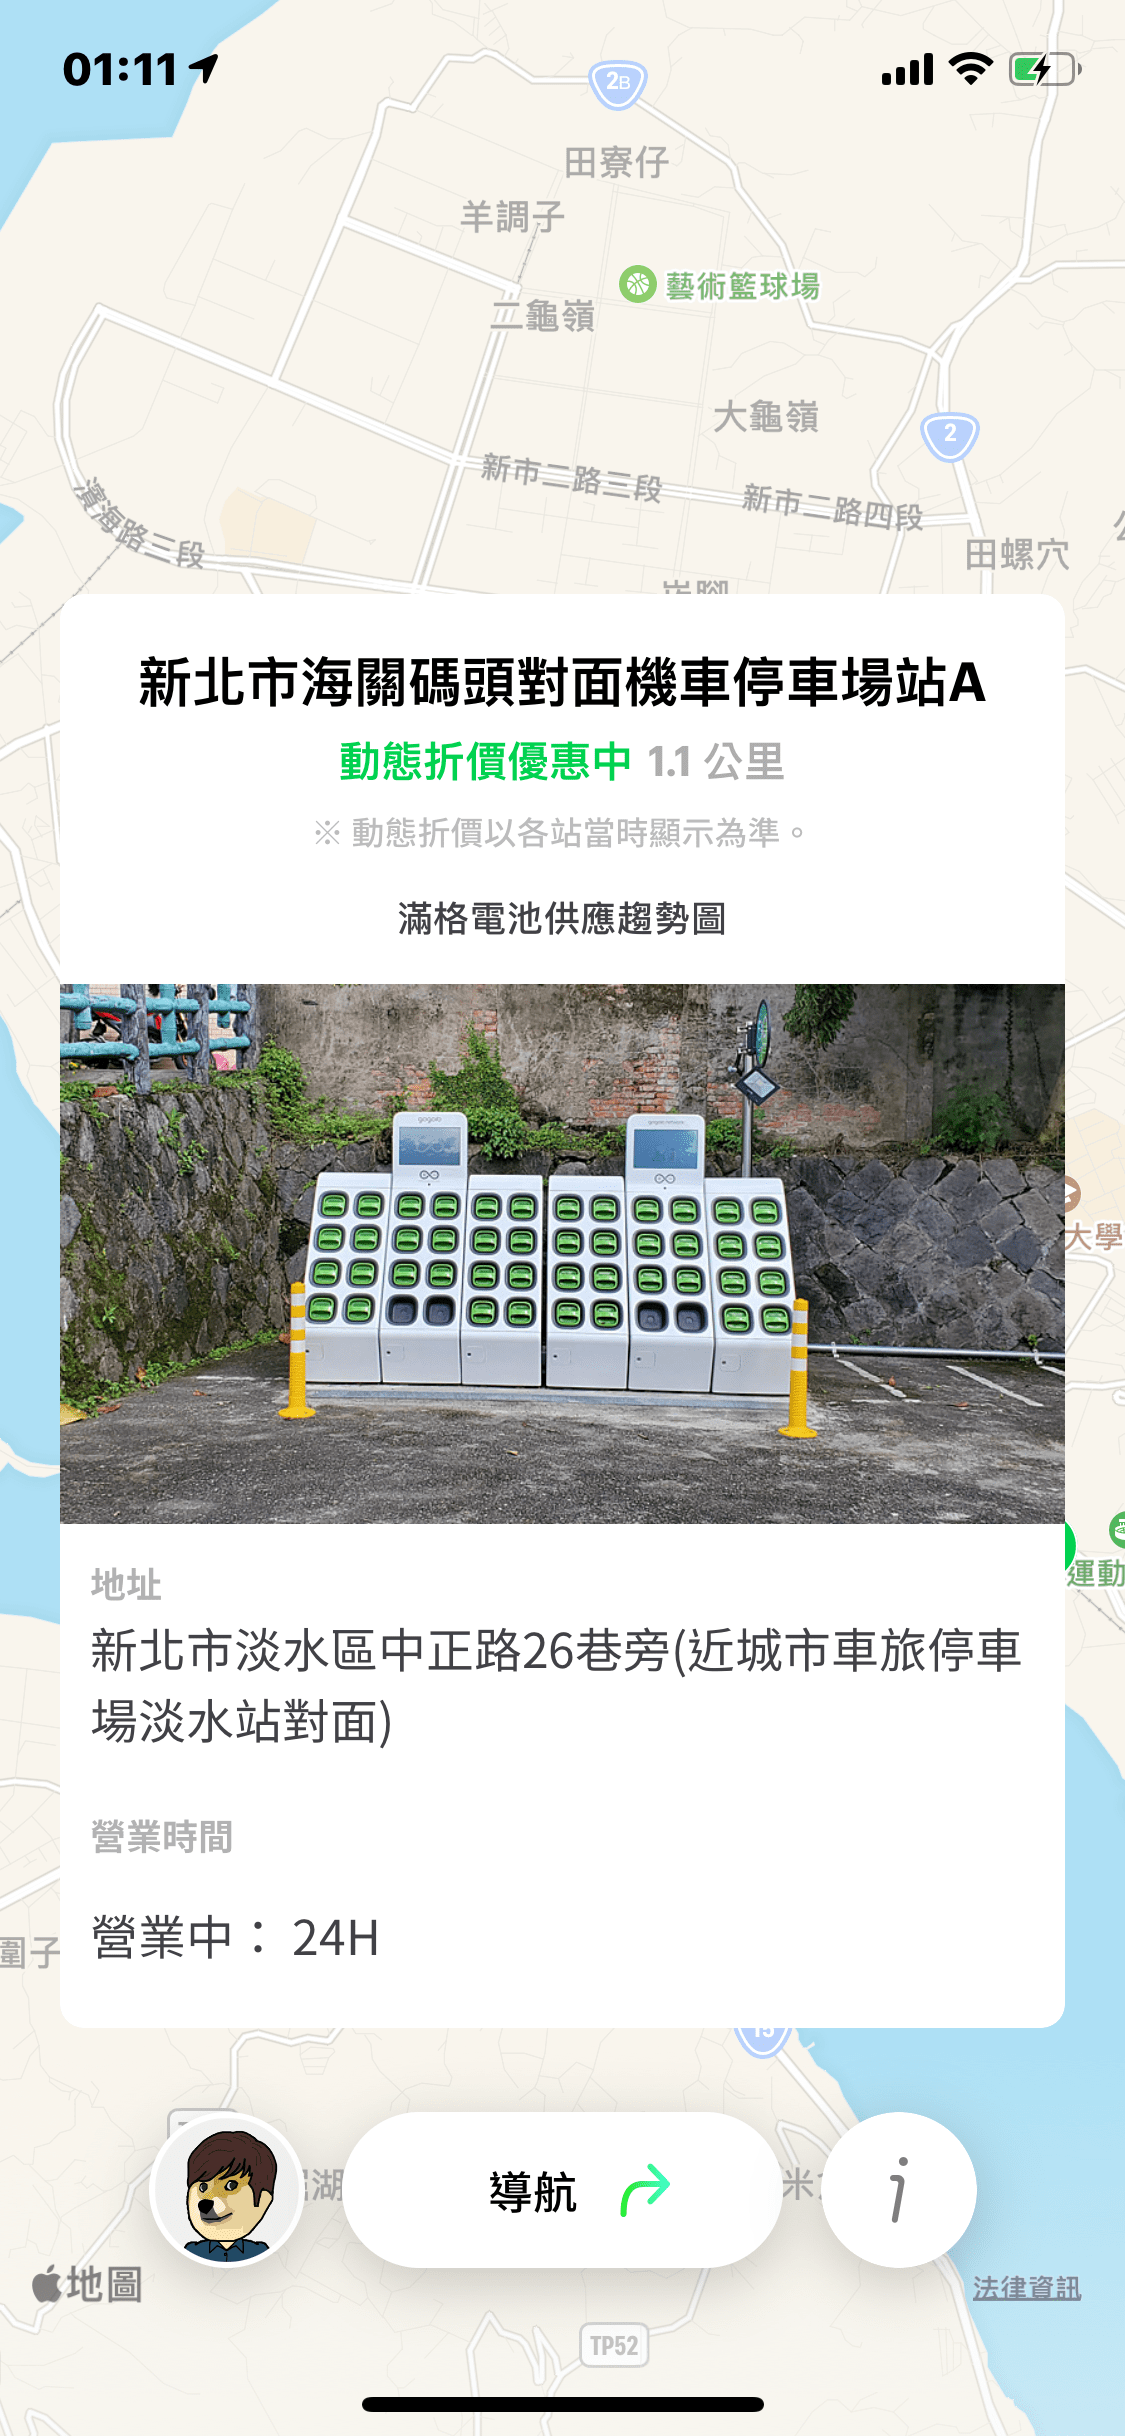 01:11
2B
田寮仔
羊調子
藝術籃球場
二龜嶺
大龜嶺
2
新市二路三段
新市二路四段
濱海路三段
田螺穴
新北市海關碼頭對面機車停車場站A
動態折價優惠中 1.1 公里
※ 動態折價以各站當時顯示為準。
滿格電池供應趨勢圖
大學
運動
地址
新北市淡水區中正路26巷旁(近城市車旅停車
場淡水站對面)
營業時間
營業中： 24H
圍子
15
湖
導航
米
i
地圖
法律資訊
TP52